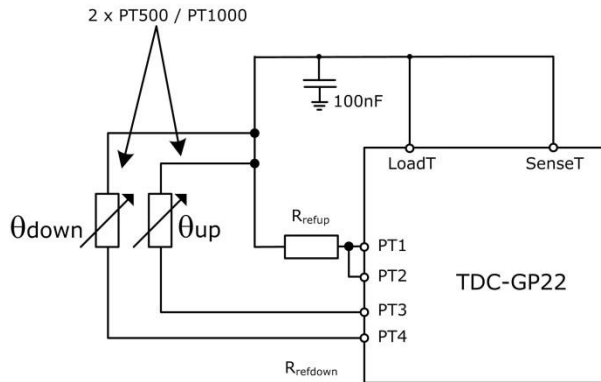 2 x PT500 / PT1000
100nF
LoadT
SenseT
θdown
θup
Rrefup
PT1
PT2
TDC-GP22
PT3
PT4
Rrefdown